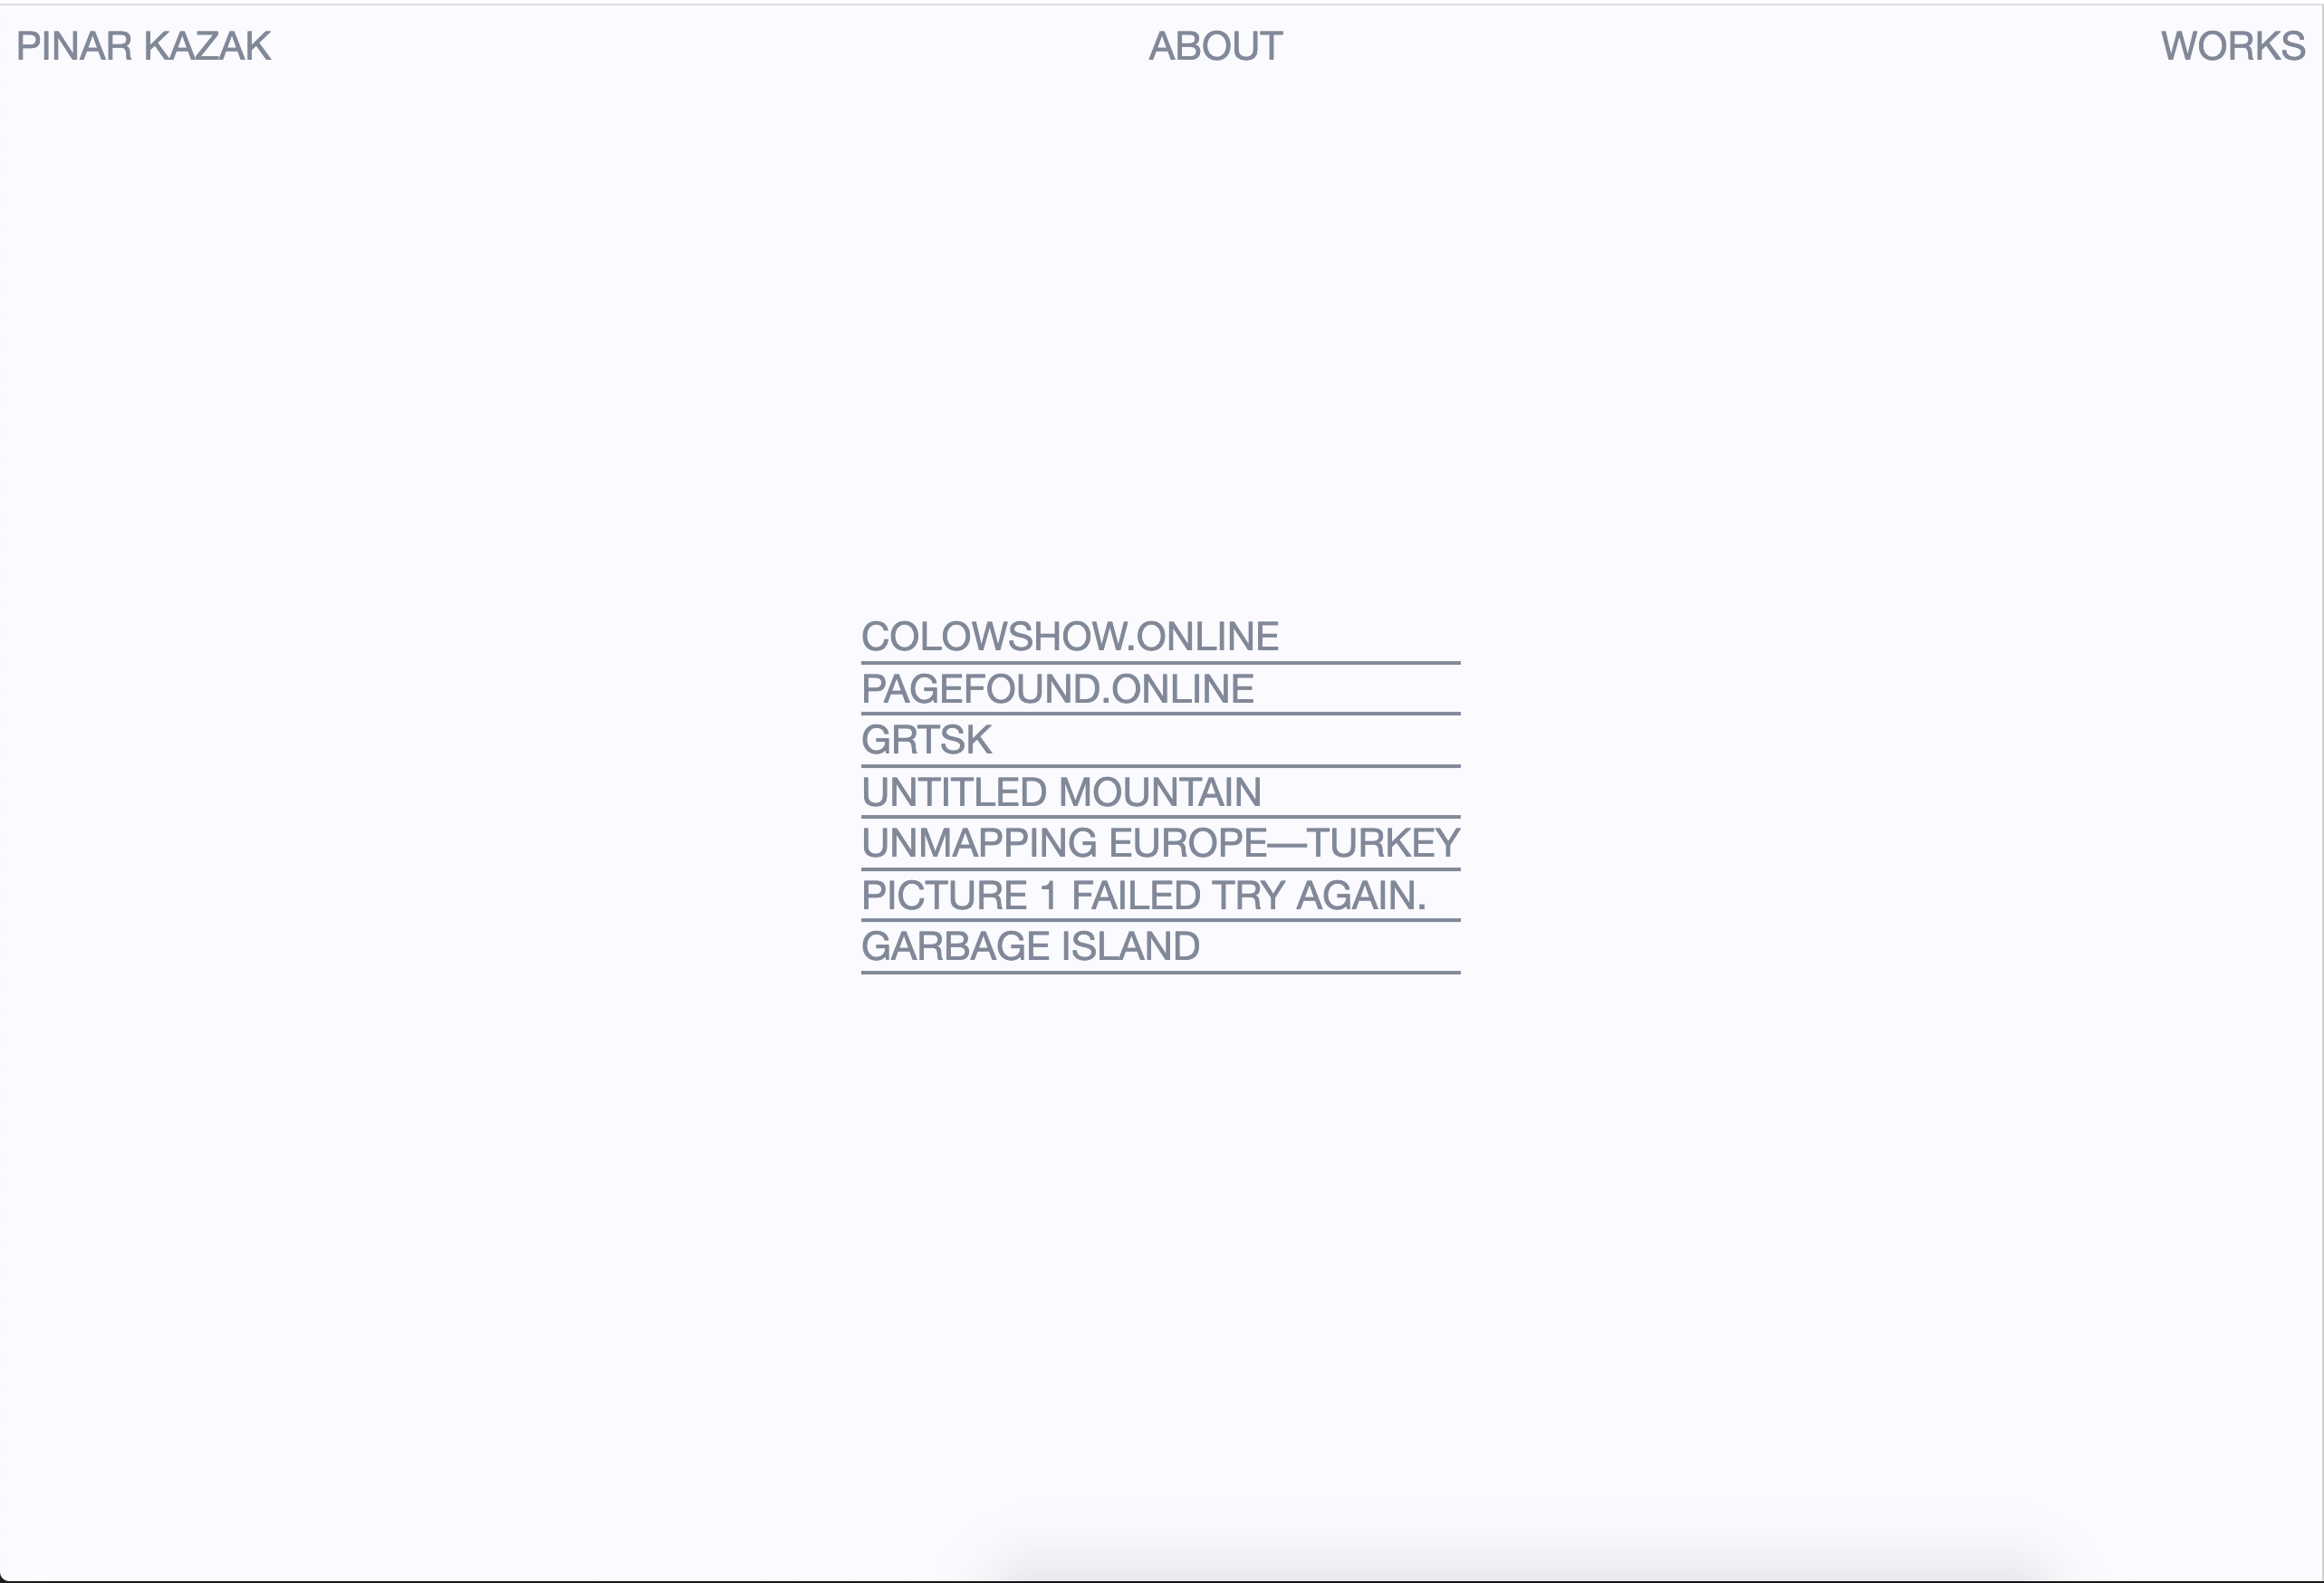 PINAR KAZAK ABOUT WORKS
COLOWSHOW.ONLINE
PAGEFOUND.ONLINE
GRTSK
UNTITLED MOUNTAIN
UNMAPPING EUROPE—TURKEY
PICTURE 1 FAILED TRY AGAIN.
GARBAGE ISLAND